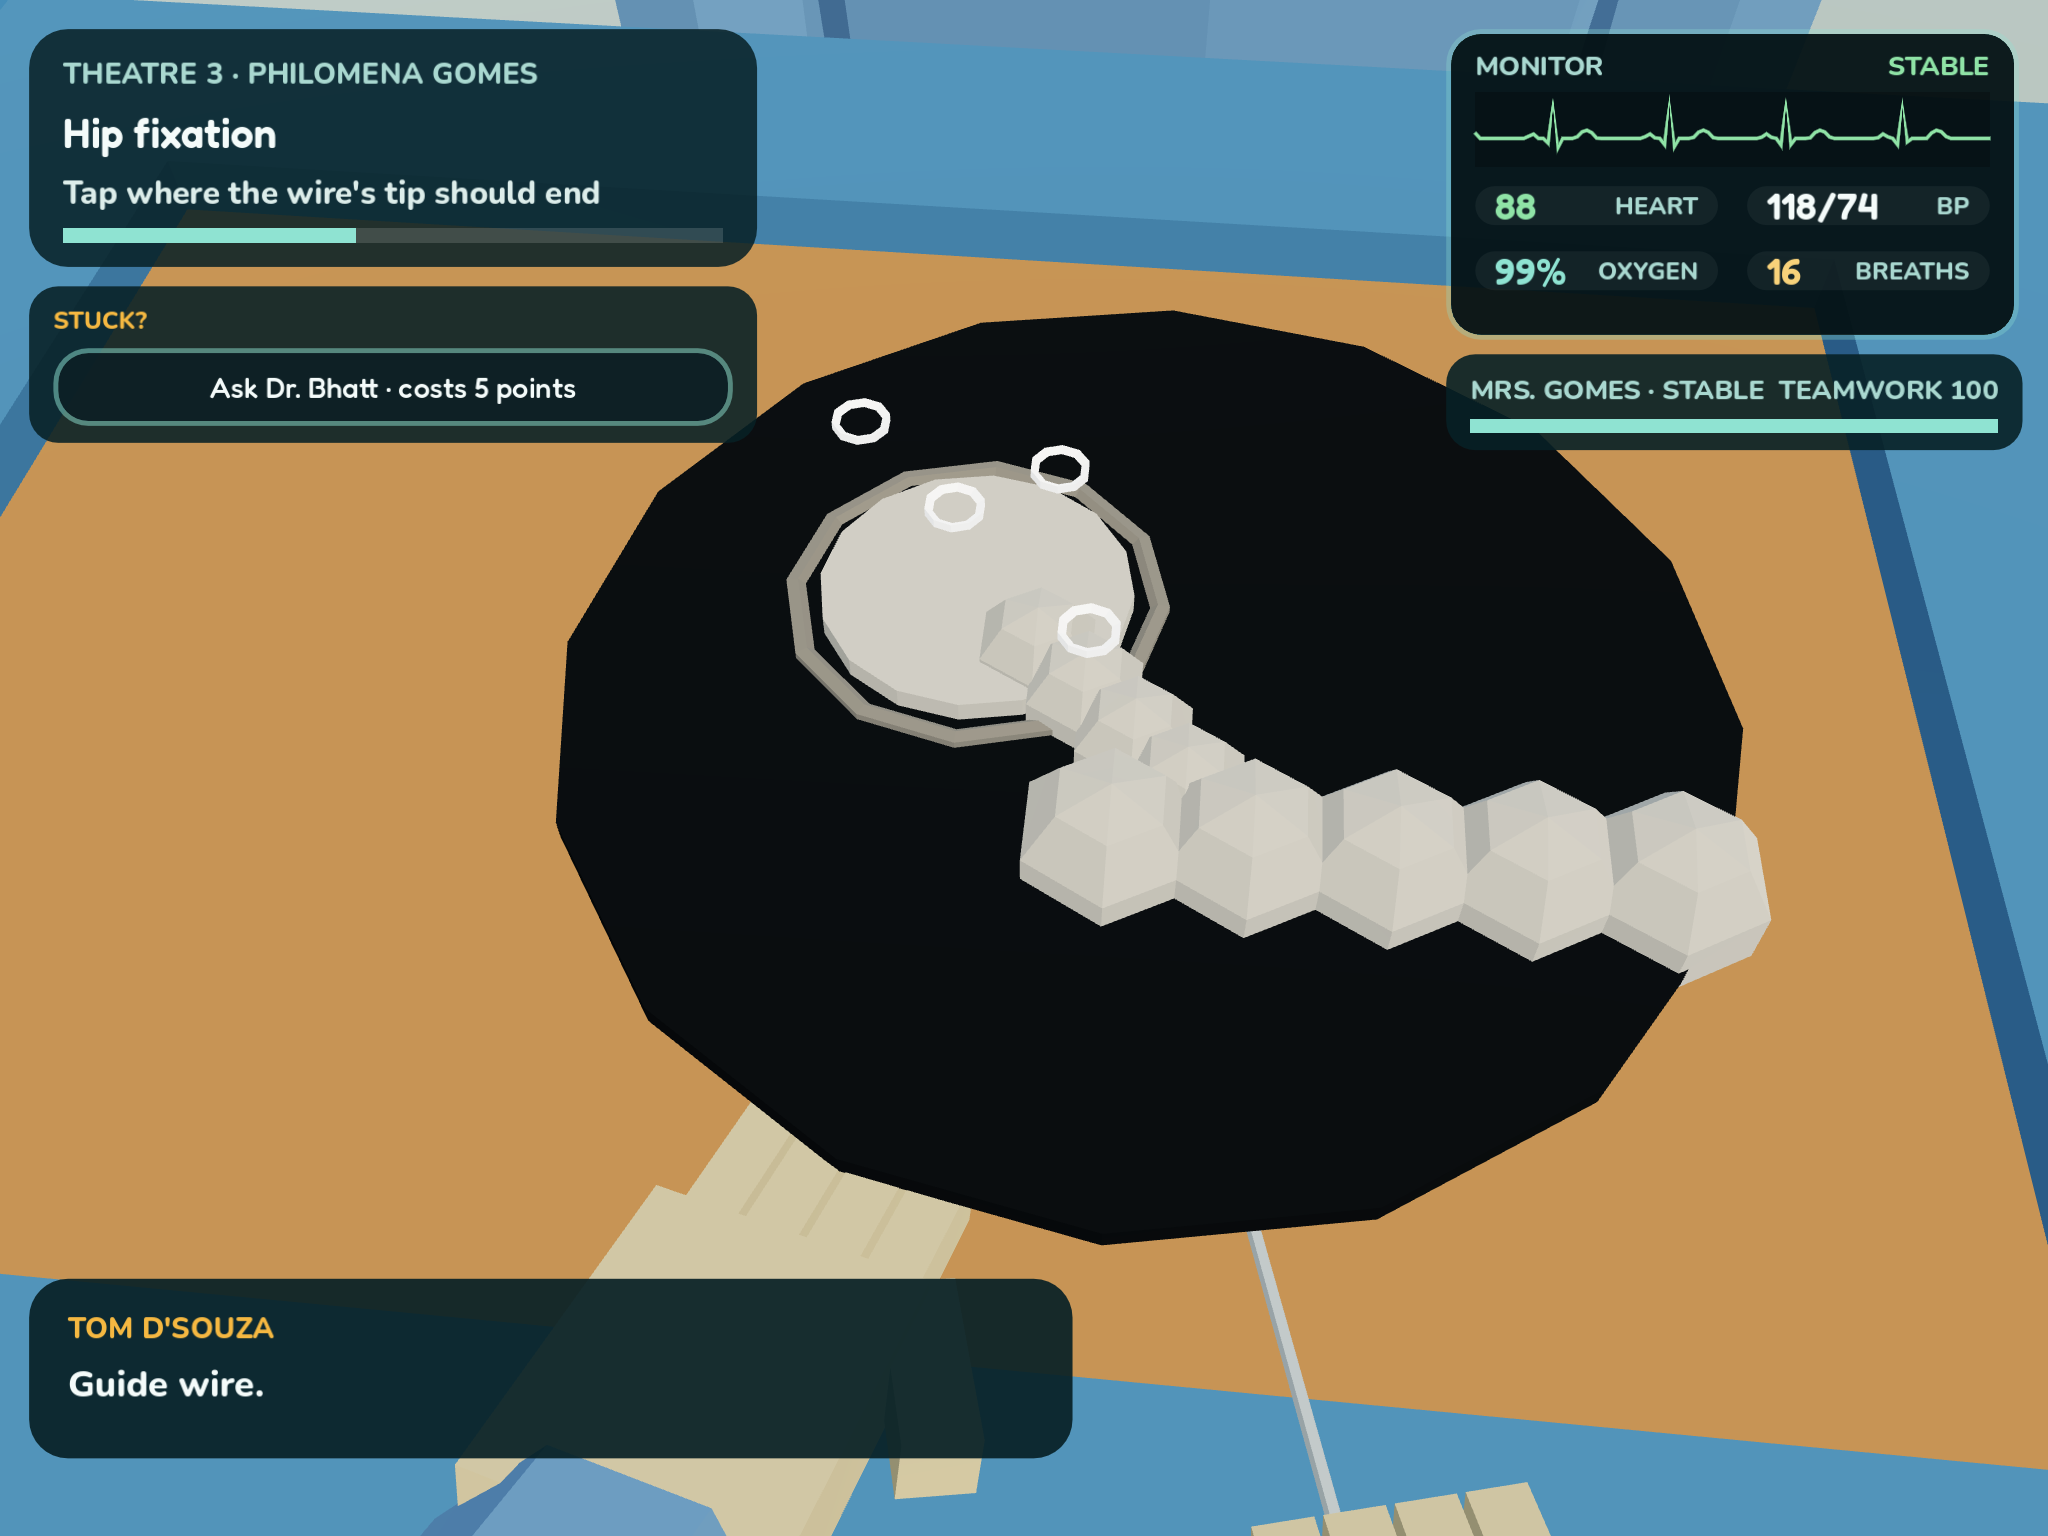 THEATRE 3 · PHILOMENA GOMES
Hip fixation
Tap where the wire's tip should end
STUCK?
Ask Dr. Bhatt · costs 5 points
MONITOR STABLE
88 HEART 118/74 BP
99% OXYGEN 16 BREATHS
MRS. GOMES · STABLE TEAMWORK 100
TOM D'SOUZA
Guide wire.